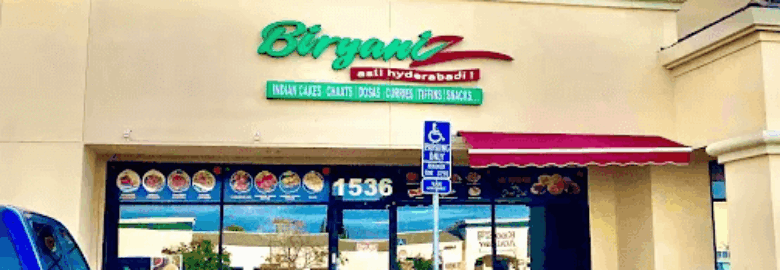 Biryaniz
asli hyderabadi !
INDIAN CAKES | CHAATS | DOSAS | CURRIES | TIFFINS | SNACKS
1536
PARKING
ONLY